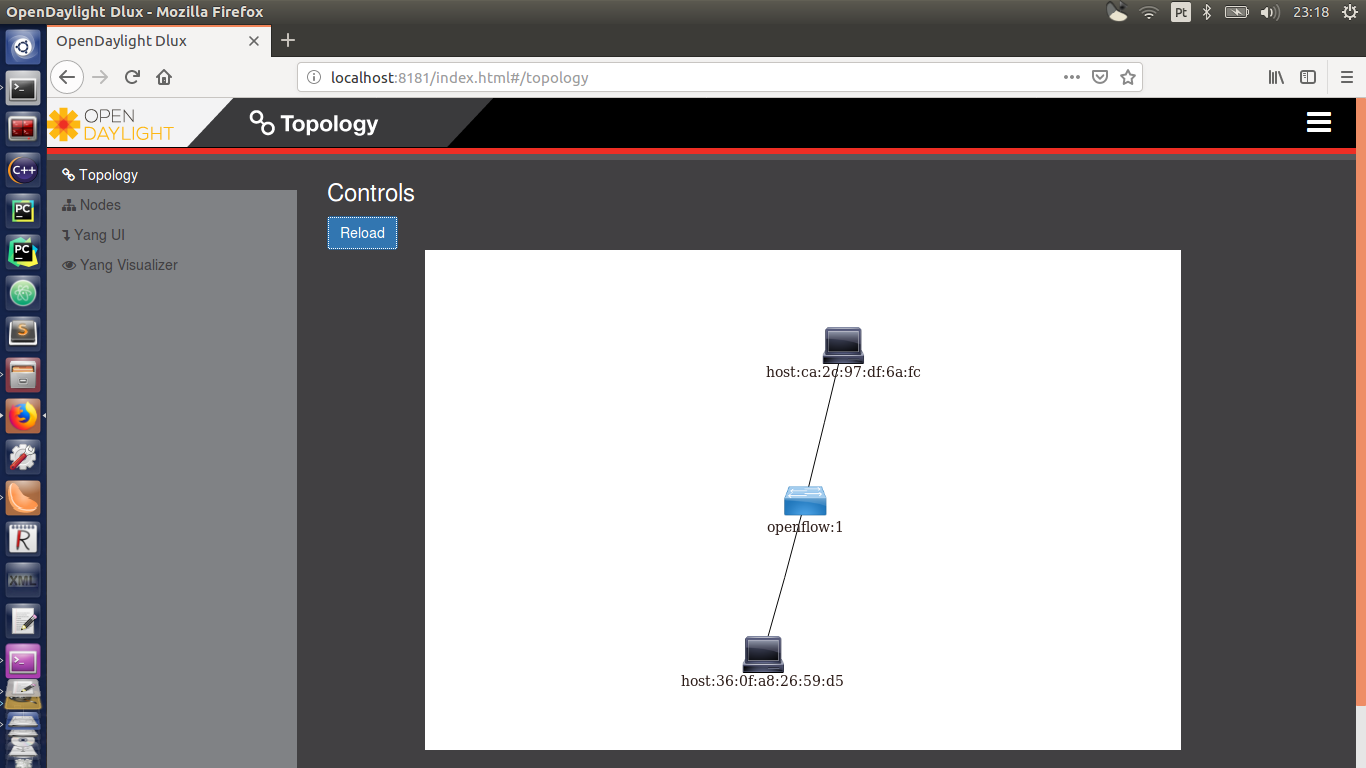 OpenDaylight Dlux - Mozilla Firefox
Pt
23:18
OpenDaylight Dlux
localhost:8181/index.html#/topology
OPEN
DAYLIGHT
Topology
Topology
Nodes
Yang UI
Yang Visualizer
Controls
Reload
host:ca:2c:97:df:6a:fc
openflow:1
host:36:0f:a8:26:59:d5
C++
PC
PC
S
R
XML